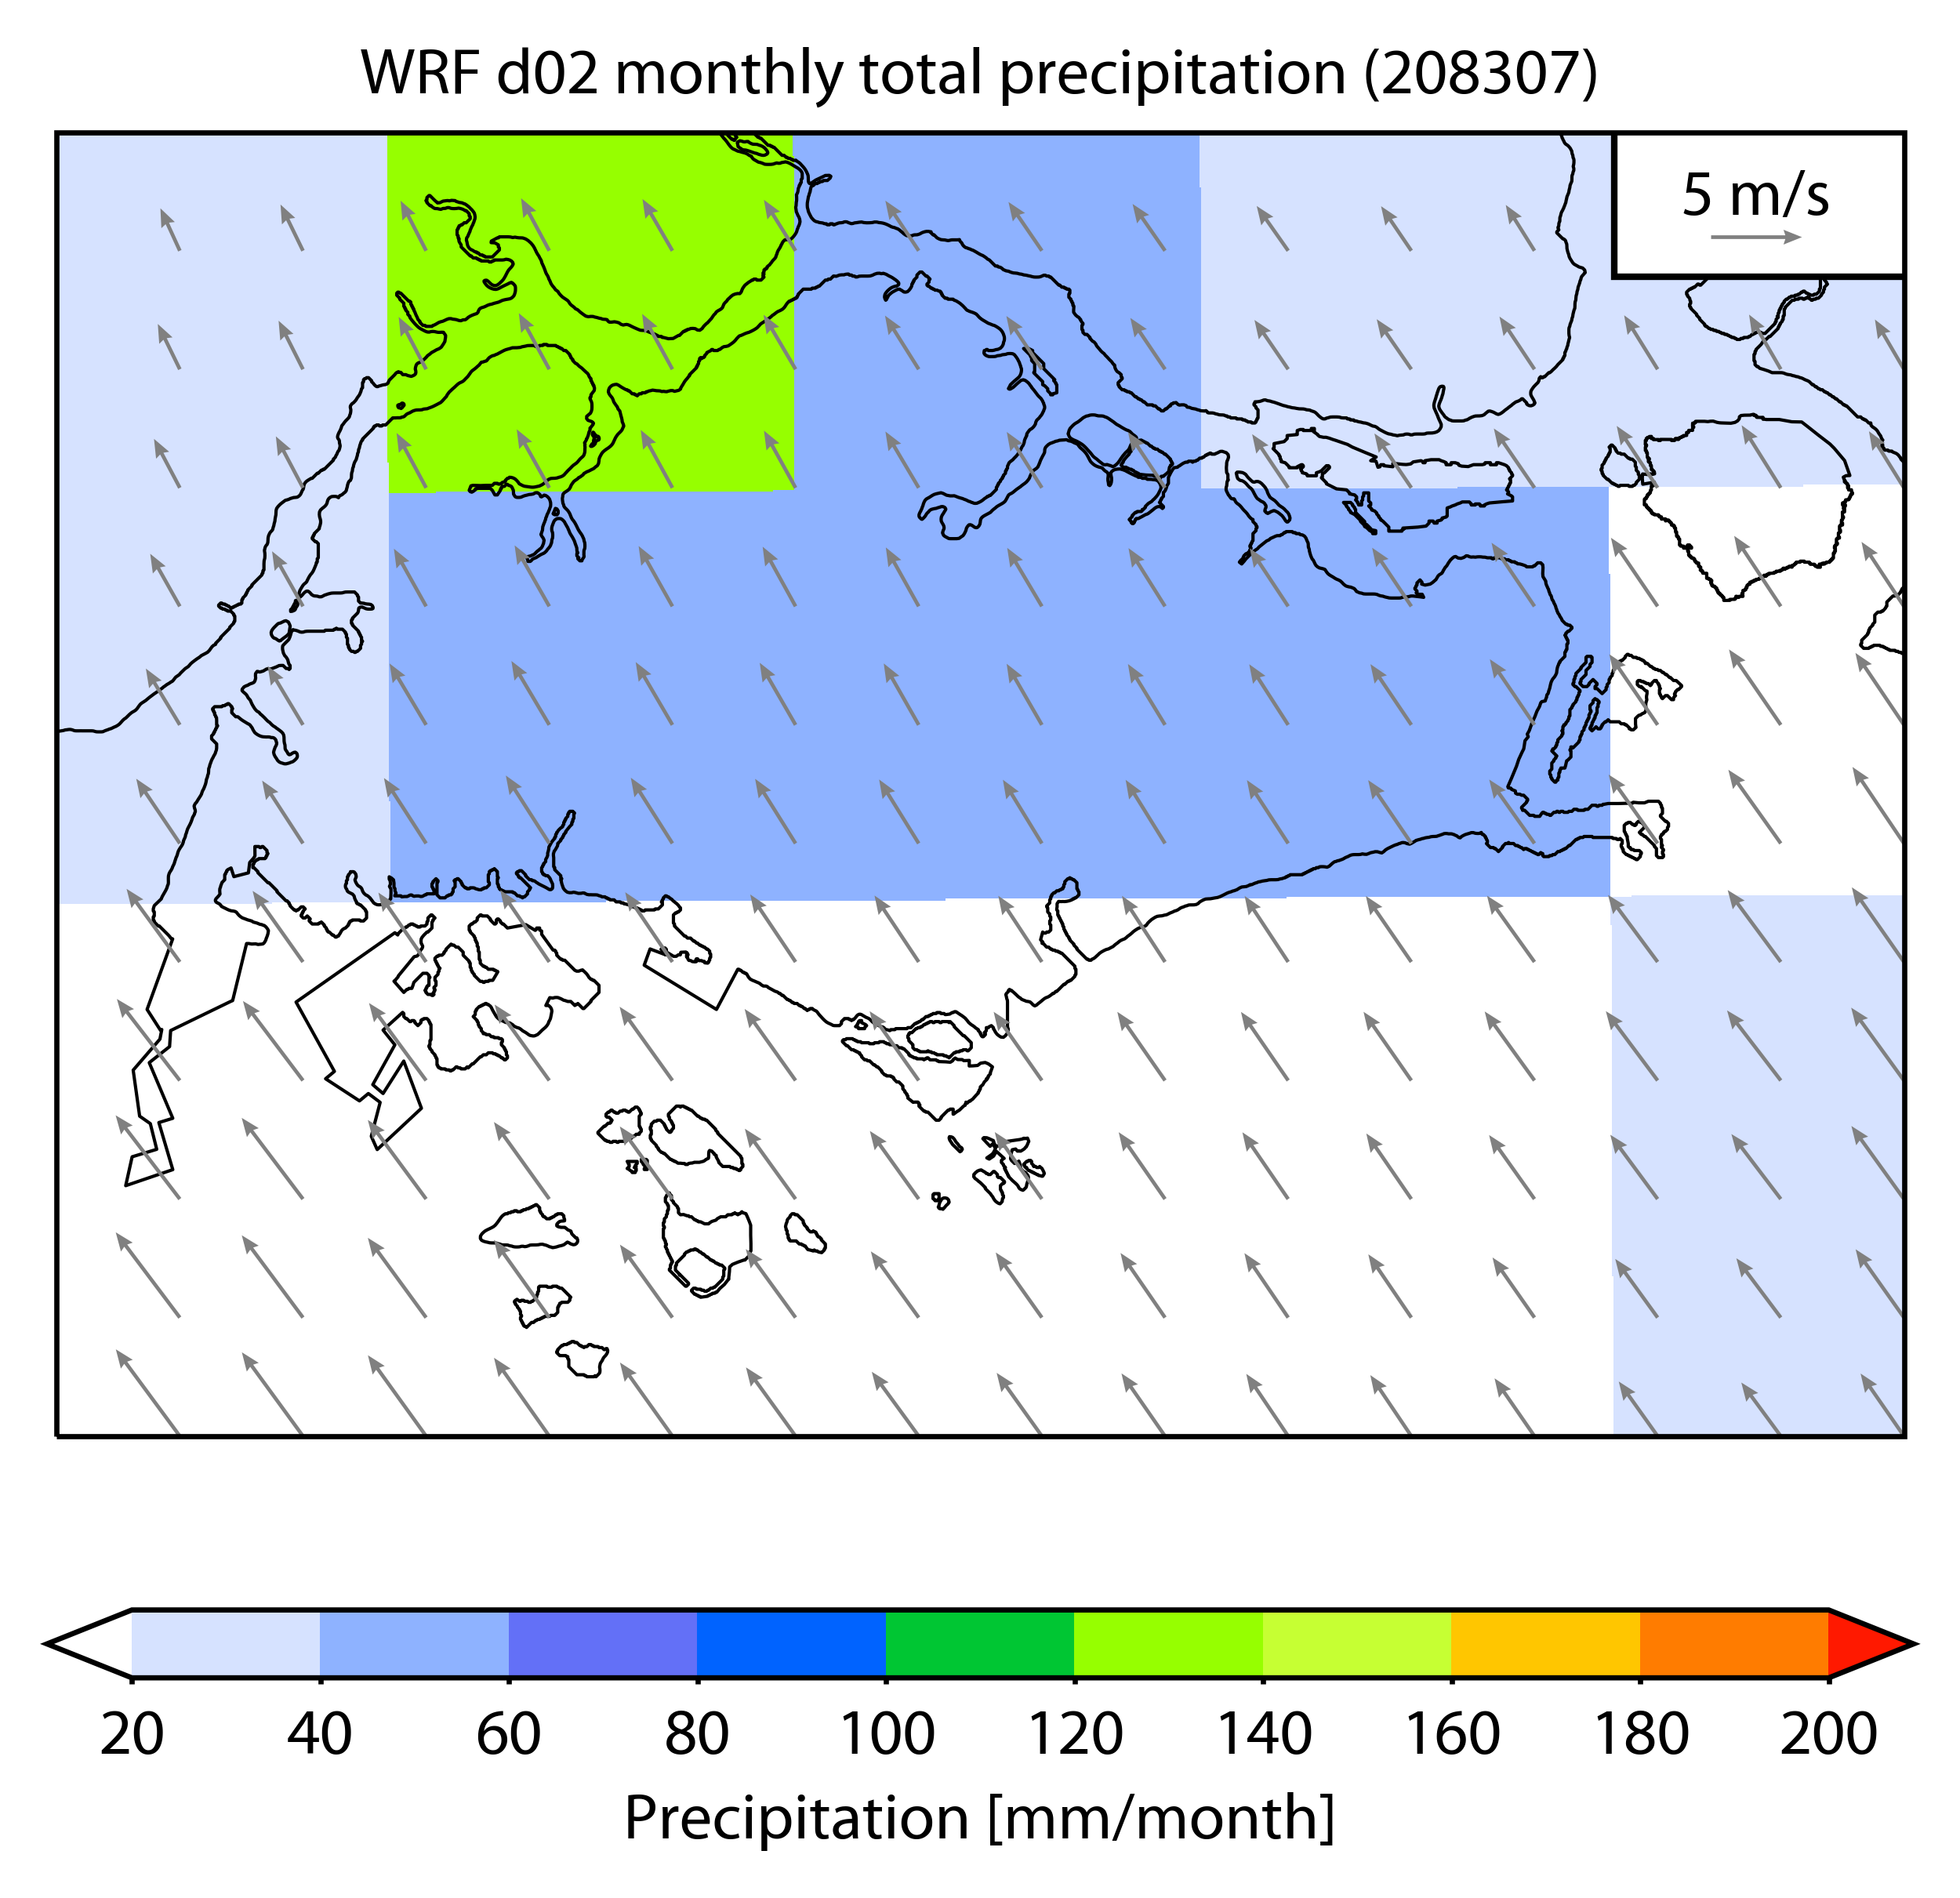 WRF d02 monthly total precipitation (208307)
5 m/s
20 40 60 80 100 120 140 160 180 200
Precipitation [mm/month]